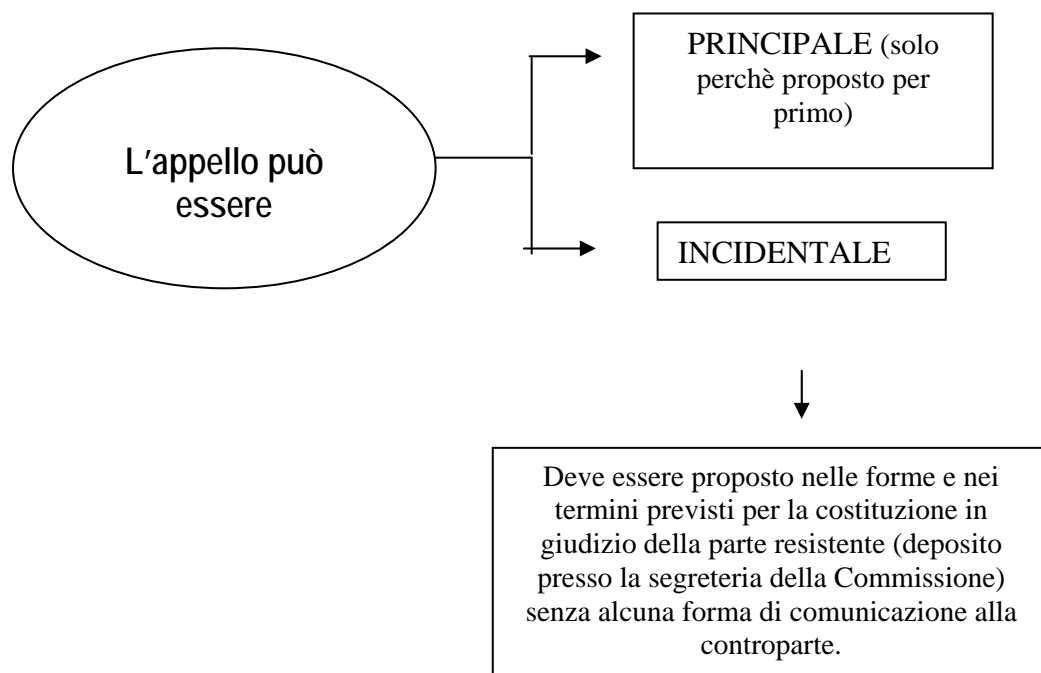 L'appello può
essere
PRINCIPALE (solo
perchè proposto per
primo)
INCIDENTALE
Deve essere proposto nelle forme e nei
termini previsti per la costituzione in
giudizio della parte resistente (deposito
presso la segreteria della Commissione)
senza alcuna forma di comunicazione alla
controparte.